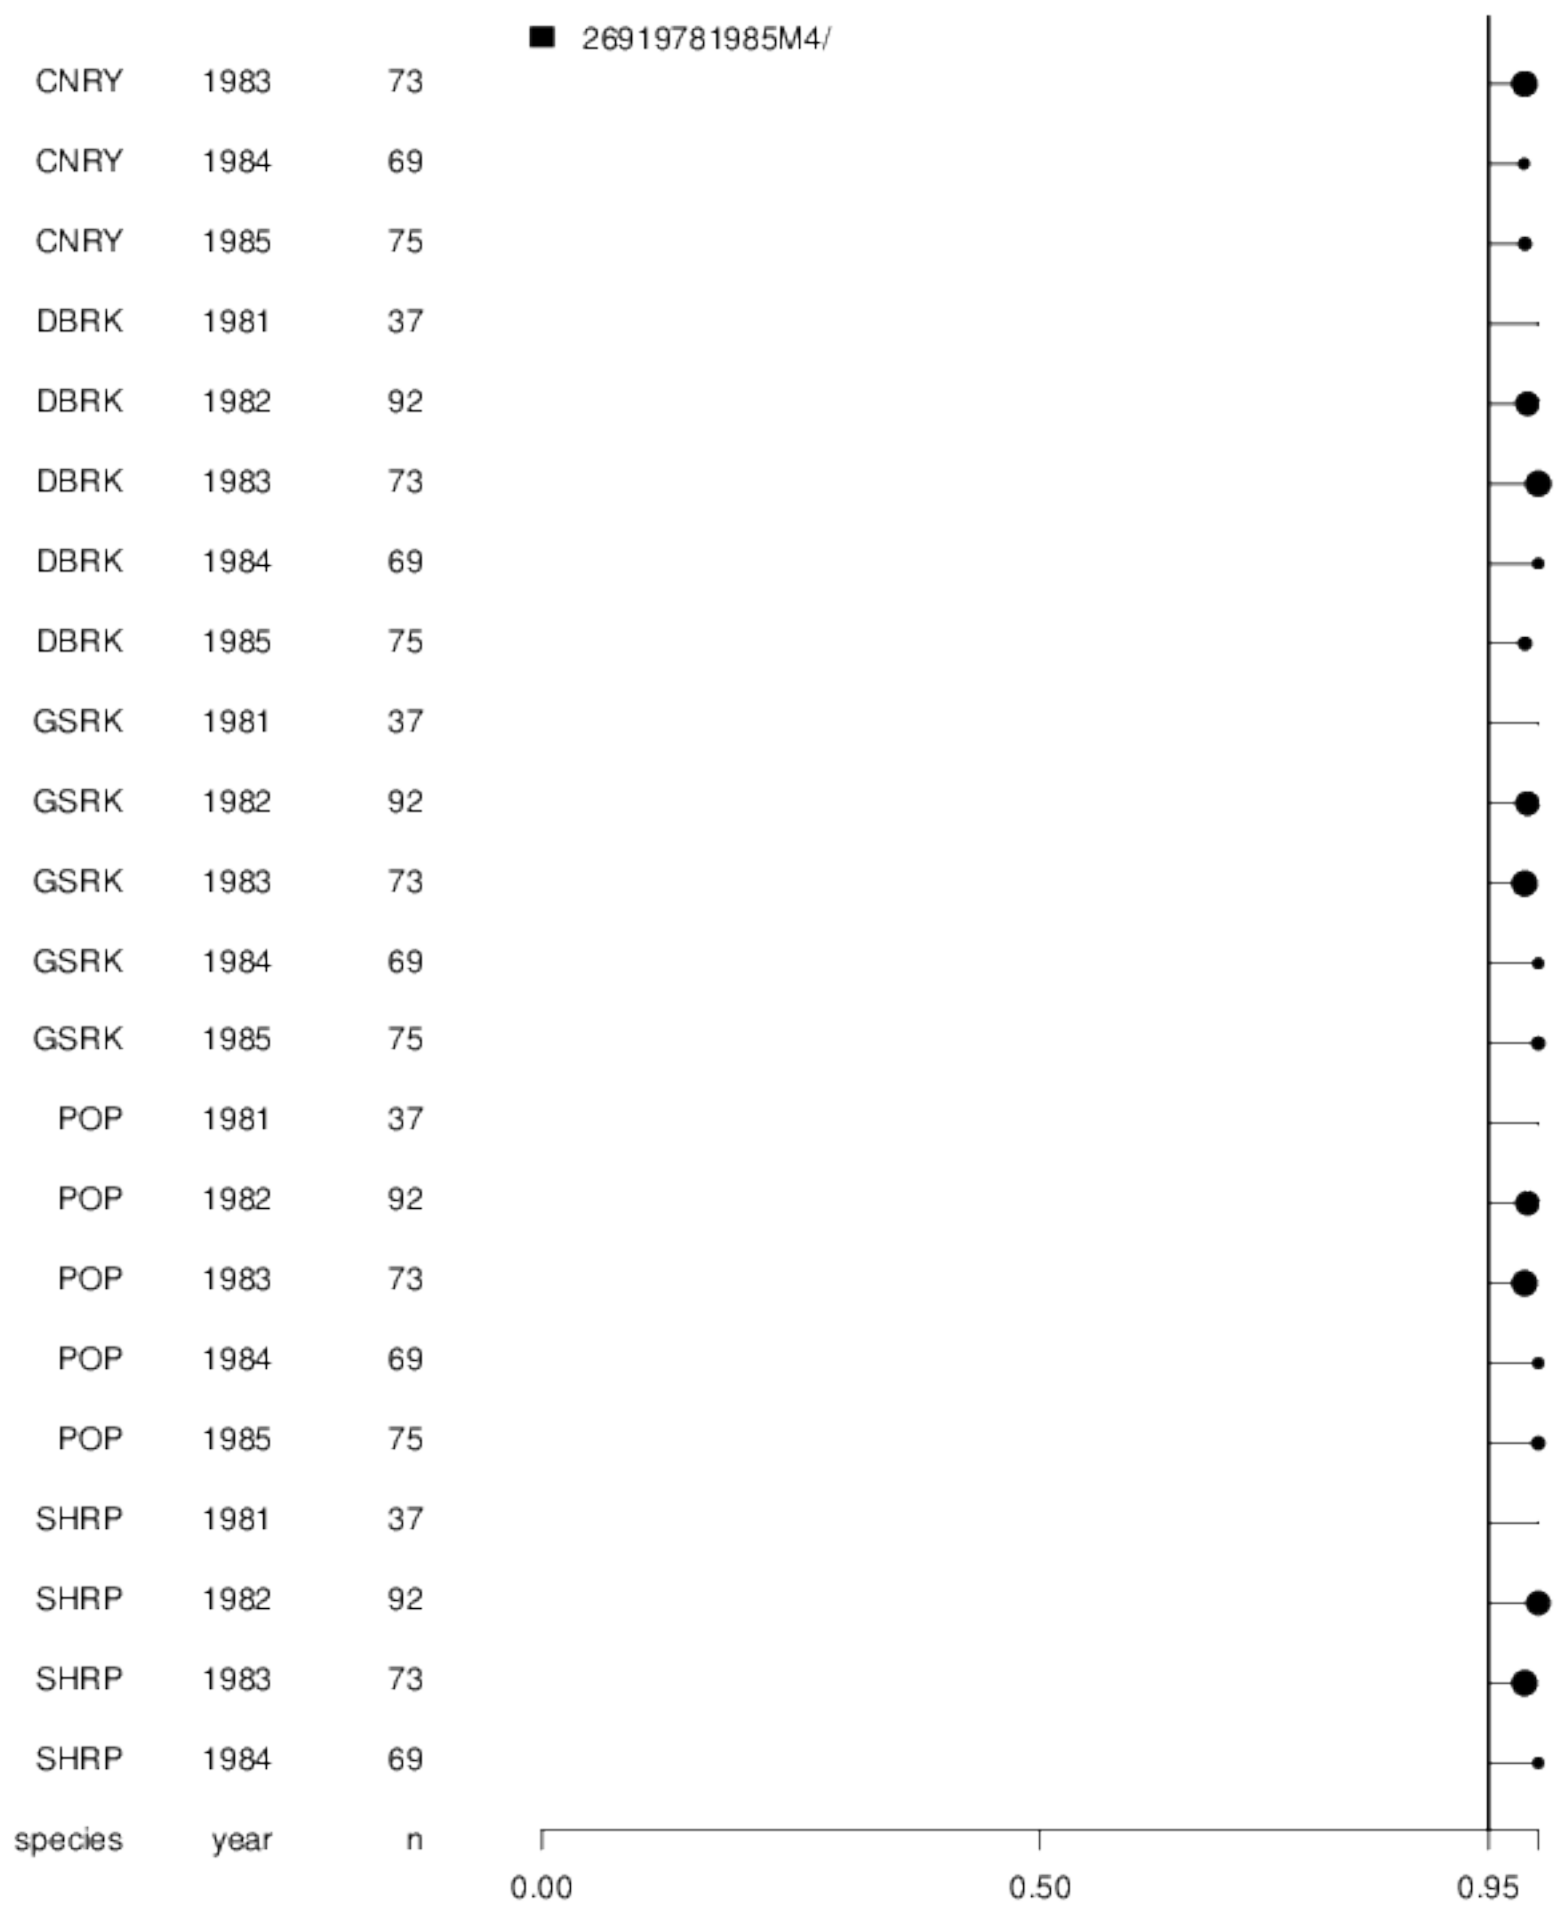 26919781985M4/
CNRY 1983 73
CNRY 1984 69
CNRY 1985 75
DBRK 1981 37
DBRK 1982 92
DBRK 1983 73
DBRK 1984 69
DBRK 1985 75
GSRK 1981 37
GSRK 1982 92
GSRK 1983 73
GSRK 1984 69
GSRK 1985 75
POP 1981 37
POP 1982 92
POP 1983 73
POP 1984 69
POP 1985 75
SHRP 1981 37
SHRP 1982 92
SHRP 1983 73
SHRP 1984 69
species year n
0.00 0.50 0.95